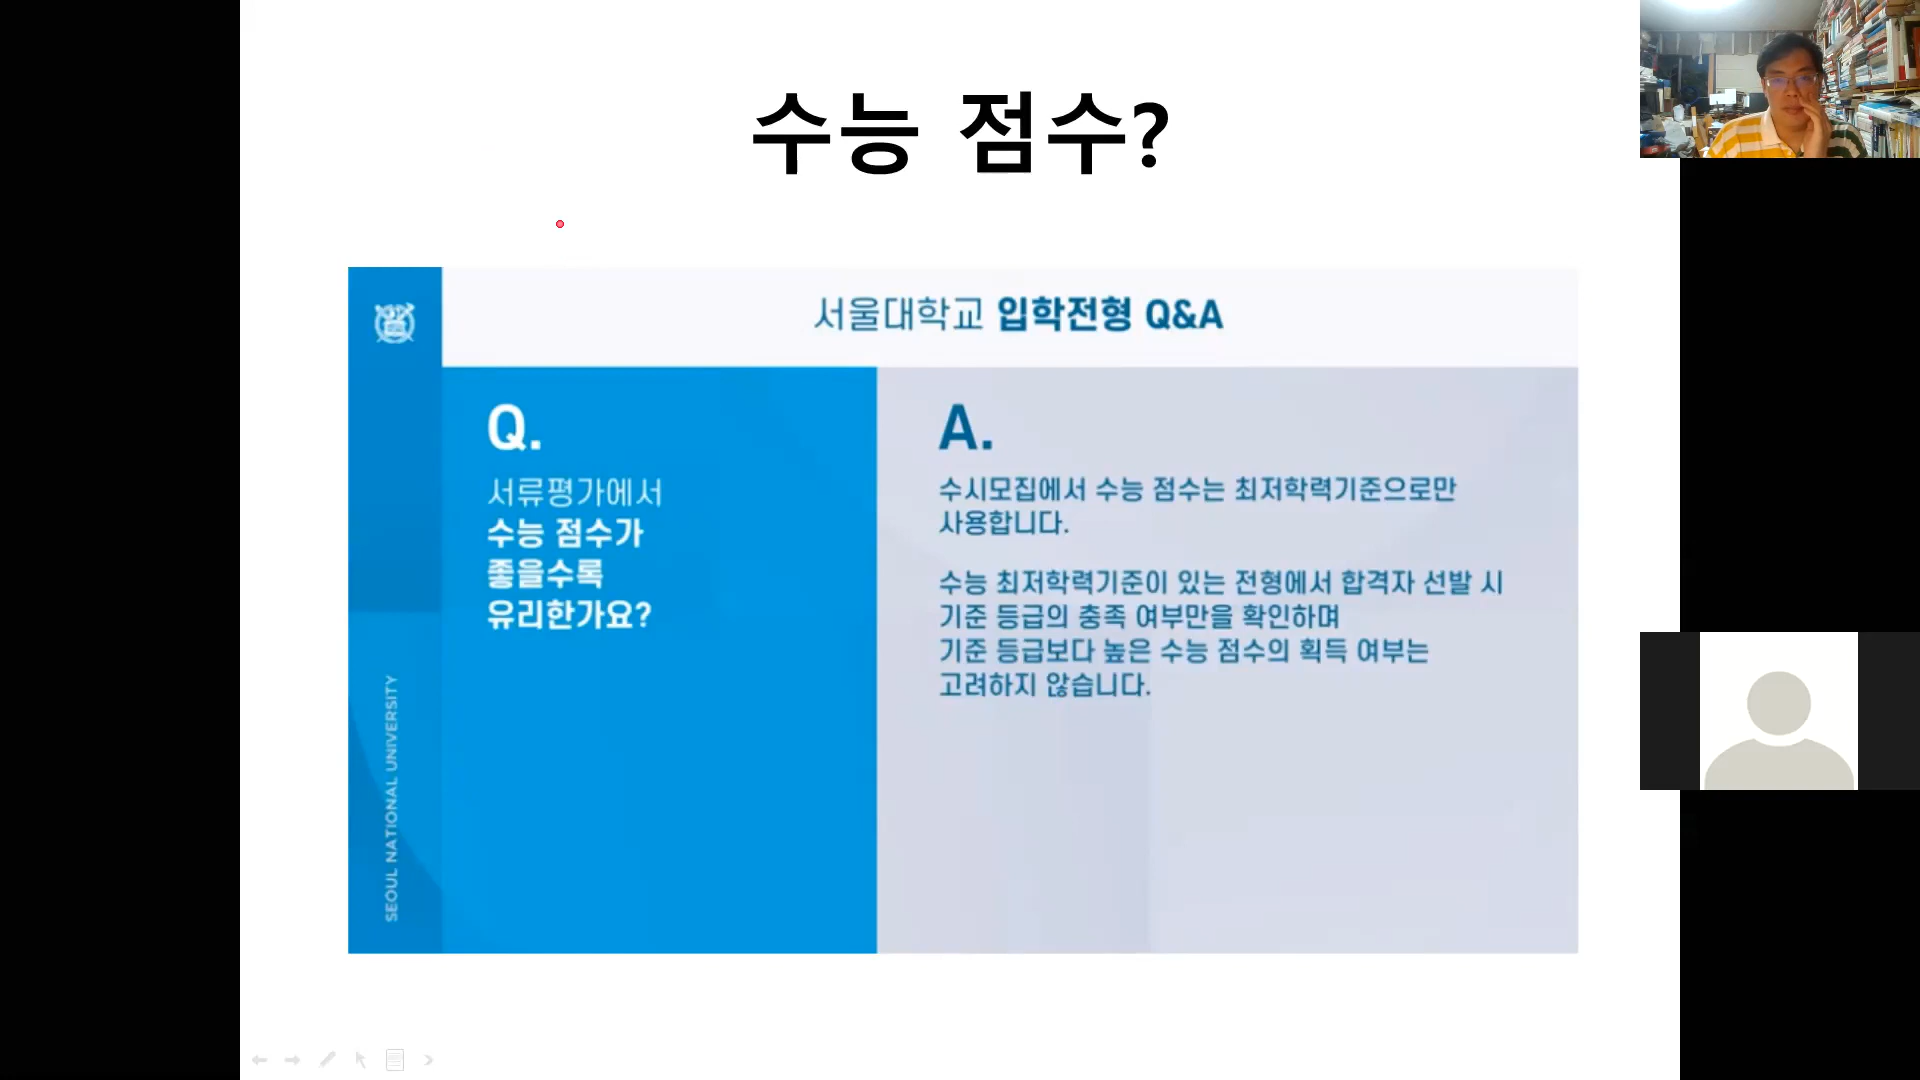 수능 점수?
서울대학교 입학전형 Q&A
Q.
서류평가에서
수능 점수가
좋을수록
유리한가요?
A.
수시모집에서 수능 점수는 최저학력기준으로만
사용합니다.
수능 최저학력기준이 있는 전형에서 합격자 선발 시
기준 등급의 충족 여부만을 확인하며
기준 등급보다 높은 수능 점수의 획득 여부는
고려하지 않습니다.
SEOUL NATIONAL UNIVERSITY